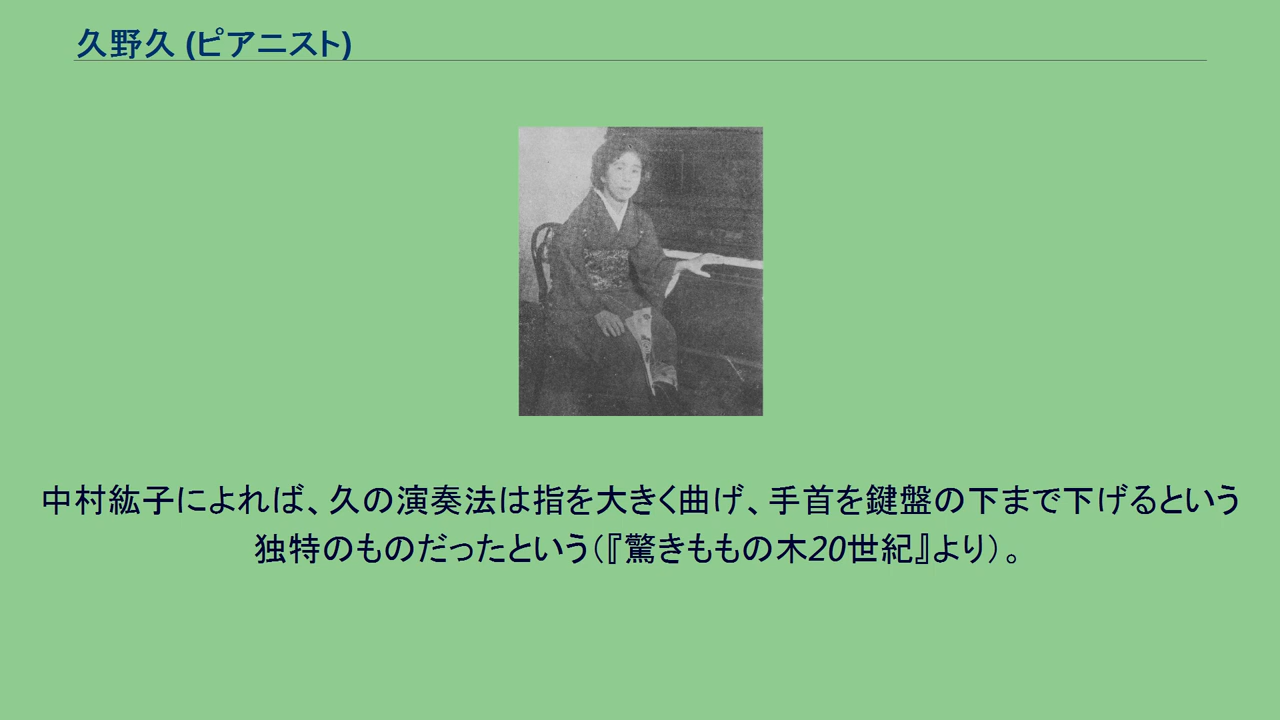 久野久 (ピアニスト)
中村紘子によれば、久の演奏法は指を大きく曲げ、手首を鍵盤の下まで下げるという
独特のものだったという（『驚きももの木20世紀』より）。